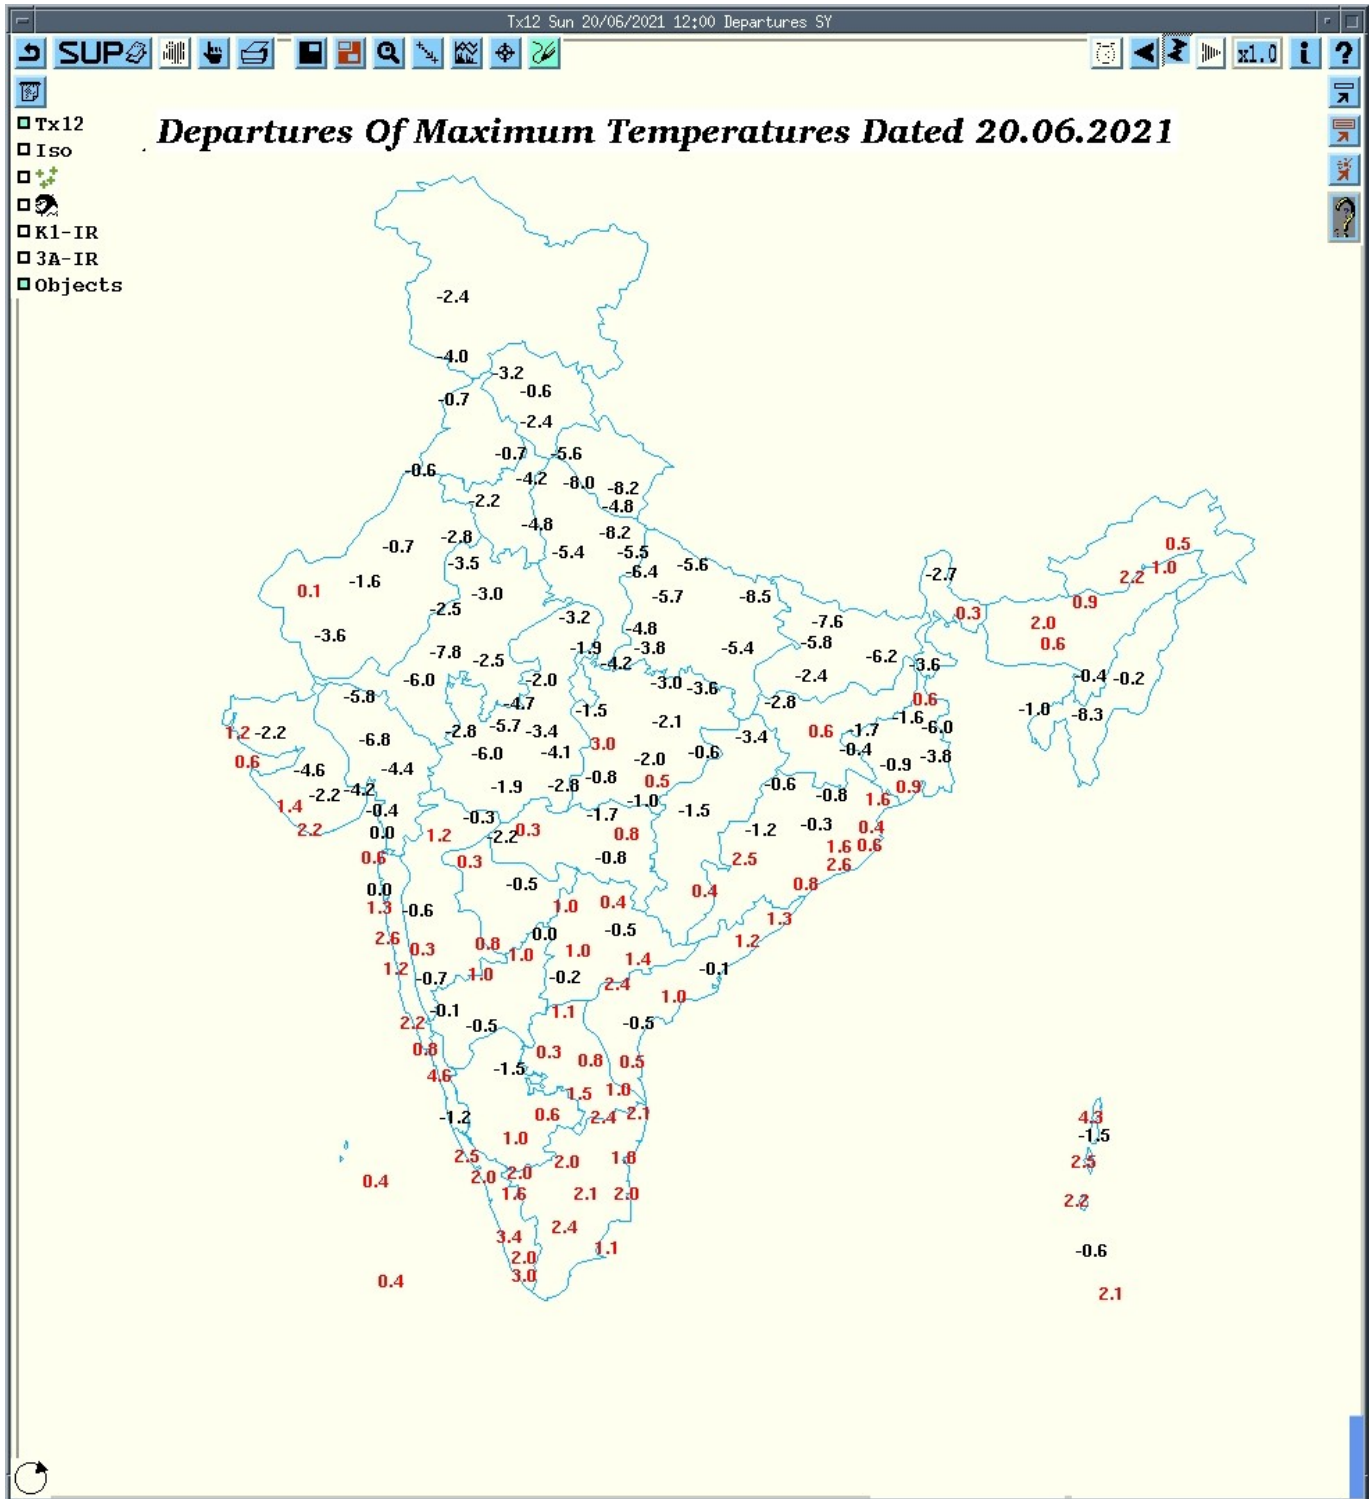 Tx12 Sun 20/06/2021 12:00 Departures SY
SUP x1.0 i ?
Tx12
Departures Of Maximum Temperatures Dated 20.06.2021
Iso
K1-IR
3A-IR
Objects
-2.4
-4.0
-3.2
-0.6
-0.7
-2.4
-0.7 -5.6
-0.6
-4.2 -8.0 -8.2
-2.2 -4.8
-4.8 -8.2
-2.8
-0.7 -5.4 -5.5 0.5
-3.5 -6.4 -5.6 -2.7 2.2 1.0
0.1 -1.6 -3.0 -5.7 -8.5
-2.5 0.3 0.9
-3.2 -7.6 2.0
-3.6 -4.8 -5.8 0.6
-7.8 -1.9 -3.8 -5.4 -6.2
-2.5 -4.2 -3.6
-6.0 -2.0 -3.0 -3.6 -2.4 -0.4 -0.2
-5.8 -4.7 -2.8 0.6
-1.5 -2.1 -1.6 -8.3
1.2 -2.2 -2.8 -5.7 -3.4 -3.4 0.6 -1.7 -6.0
-6.8 3.0
-6.0 -4.1 -0.6 -0.4 -3.8
0.6 -4.6 -4.4 -2.0 -0.9
-4.2 -1.9 -2.8 -0.8 0.5 -0.6 0.9
-2.2 -1.0 -0.8 1.6
1.4 -0.4 -0.3 -1.7 -1.5
2.2 0.0 1.2 -2.2 0.3 0.8 -1.2 -0.3 0.4
1.6 0.6
0.6 0.3 -0.8 2.5 2.6
0.0 -0.5 0.4 0.8
1.3 -0.6 1.0 0.4
1.3
2.6 0.3 0.8 0.0 -0.5 1.2
1.0 1.0 1.4
1.2 -0.7 1.0 -0.2 2.4 -0.1
1.0
-0.1 1.1
2.2 -0.5 -0.5
0.8 0.3 0.8 0.5
4.6 -1.5
1.5 1.0
-1.2 0.6 2.4 2.1 4.3
1.0 -1.5
2.5 2.0 2.5
0.4 2.0 2.0
1.6 2.1 2.0 2.2
3.4 2.4
2.0 1.1 -0.6
0.4 3.0
2.1